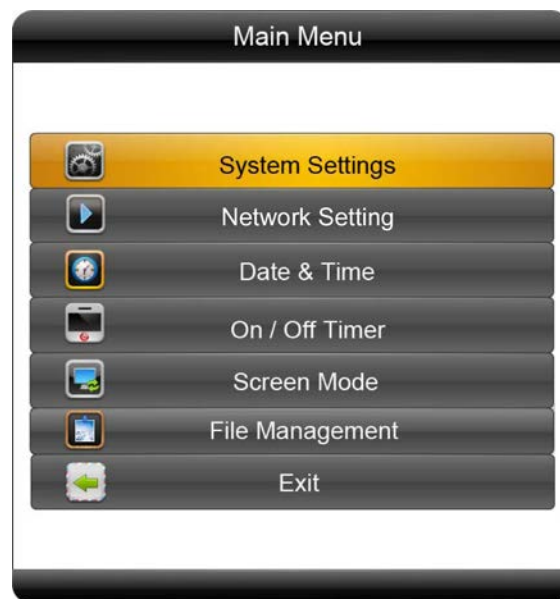 Main Menu
System Settings
Network Setting
Date & Time
On / Off Timer
Screen Mode
File Management
Exit